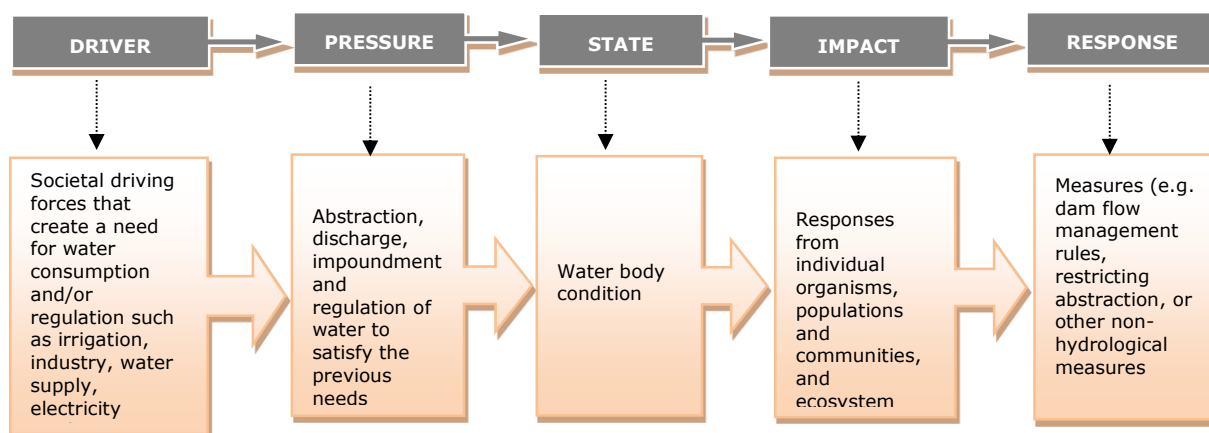 DRIVER
PRESSURE
STATE
IMPACT
RESPONSE
Societal driving
forces that
create a need
for water
consumption
and/or
regulation such
as irrigation,
industry, water
supply,
electricity
Abstraction,
discharge,
impoundment
and
regulation of
water to
satisfy the
previous
needs
Water body
condition
Responses
from
individual
organisms,
populations
and
communities,
and
ecosystem
Measures (e.g.
dam flow
management
rules,
restricting
abstraction, or
other non-
hydrological
measures